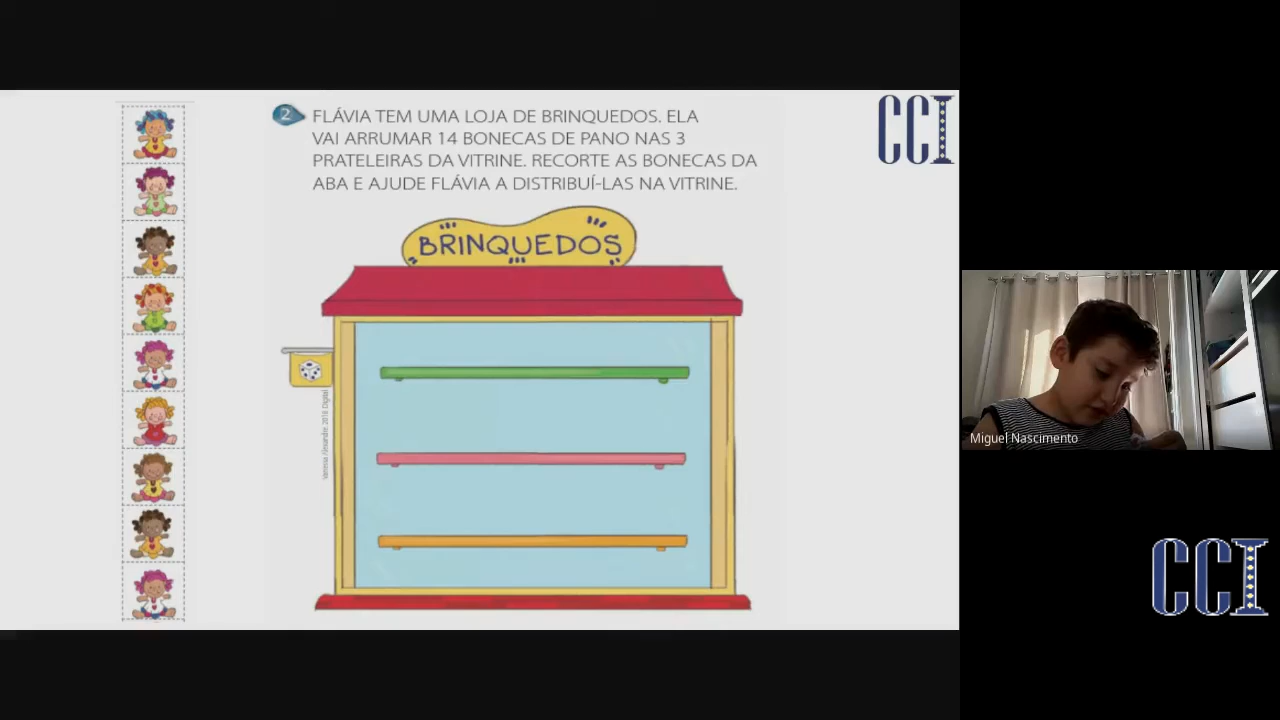 2
FLÁVIA TEM UMA LOJA DE BRINQUEDOS. ELA
VAI ARRUMAR 14 BONECAS DE PANO NAS 3
PRATELEIRAS DA VITRINE. RECORTE AS BONECAS DA
ABA E AJUDE FLÁVIA A DISTRIBUÍ-LAS NA VITRINE.
BRINQUEDOS
CCI
Miguel Nascimento
CCI